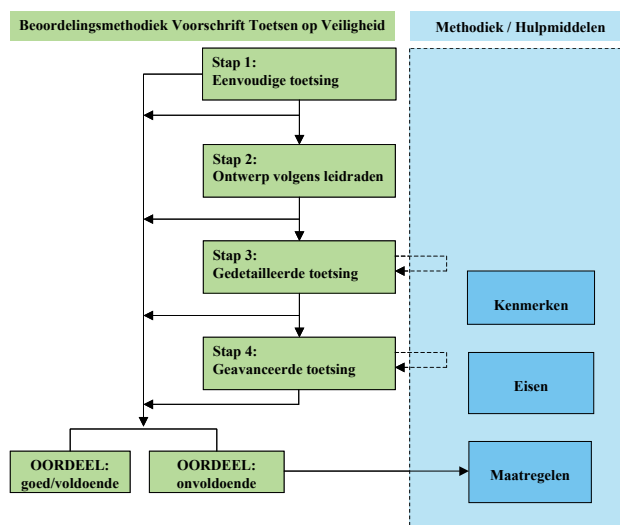 Beoordelingsmethodiek Voorschrift Toetsen op Veiligheid
Methodiek / Hulpmiddelen
Stap 1:
Eenvoudige toetsing
Stap 2:
Ontwerp volgens leidraden
Stap 3:
Gedetailleerde toetsing
Kenmerken
Stap 4:
Geavanceerde toetsing
Eisen
OORDEEL:
goed/voldoende
OORDEEL:
onvoldoende
Maatregelen